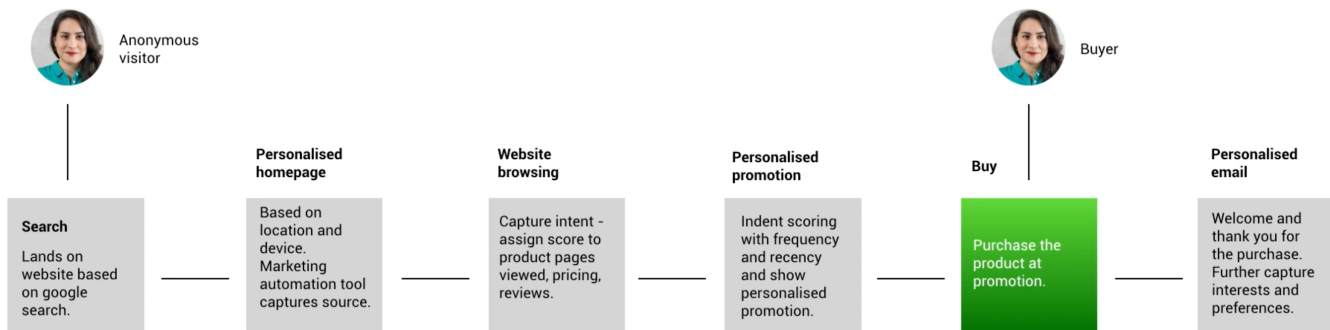 Anonymous
visitor
Buyer
Search
Lands on
website based
on google
search.
Personalised
homepage
Based on
location and
device.
Marketing
automation tool
captures source.
Website
browsing
Capture intent -
assign score to
product pages
viewed, pricing,
reviews.
Personalised
promotion
Indent scoring
with frequency
and recency
and show
personalised
promotion.
Buy
Purchase the
product at
promotion.
Personalised
email
Welcome and
thank you for
the purchase.
Further capture
interests and
preferences.